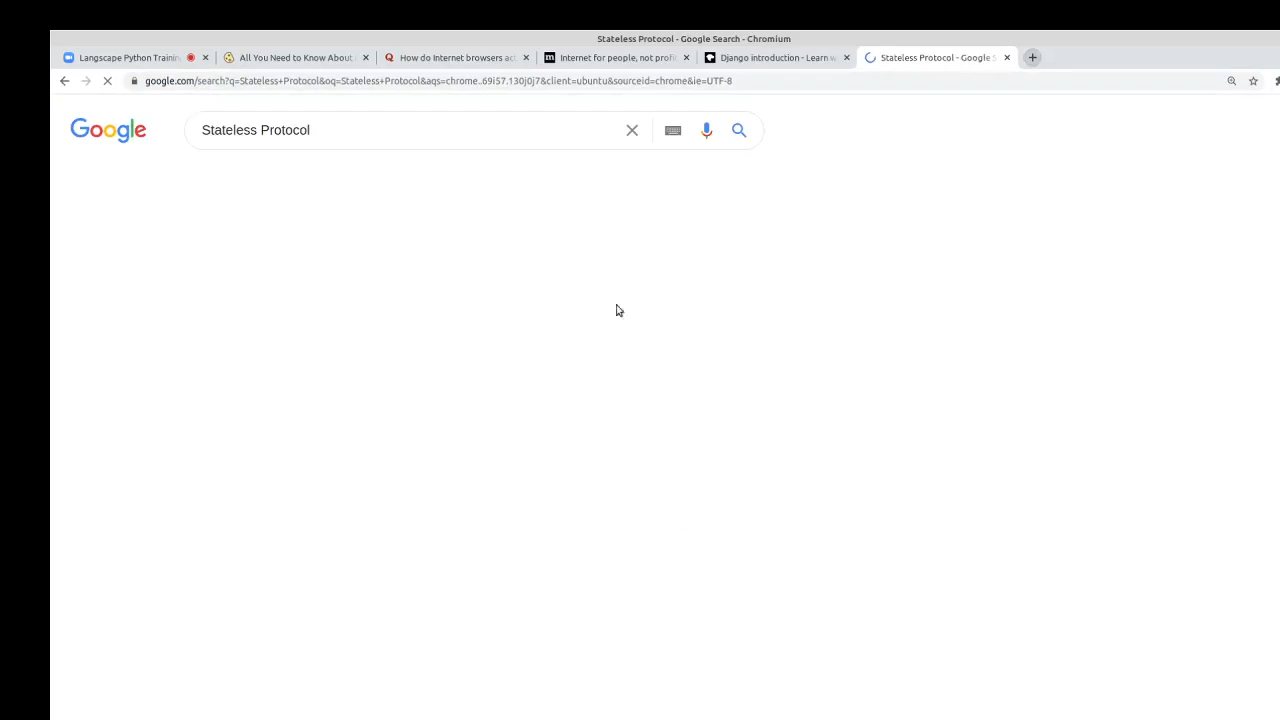 Stateless Protocol - Google Search - Chromium
Langscape Python Trainin
All You Need to Know About
How do Internet browsers ac
Internet for people, not profi
Django introduction - Learn w
Stateless Protocol - Google S
google.com/search?q=Stateless+Protocol&oq=Stateless+Protocol&aqs=chrome..69i57.130j0j7&client=ubuntu&sourceid=chrome&ie=UTF-8
Google
Stateless Protocol